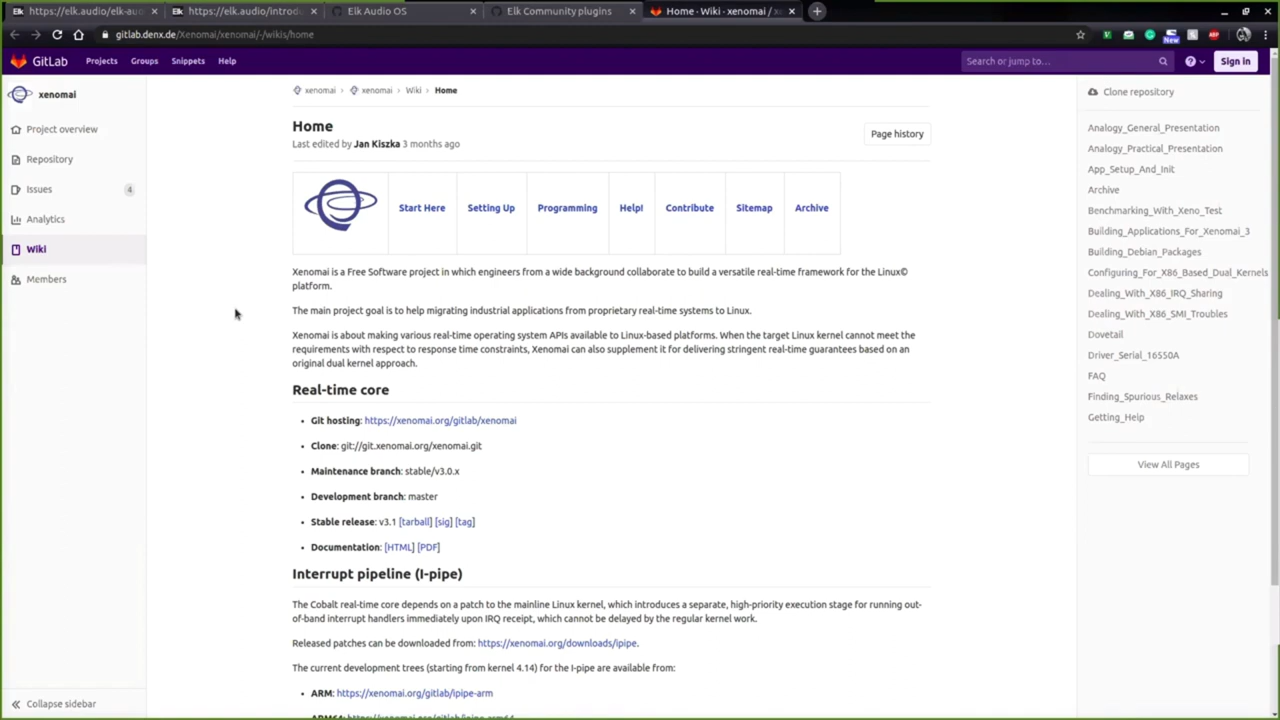 Elk https://elk.audio/elk-au
Elk https://elk.audio/introdu
Elk Audio OS
Elk Community plugins
Home · Wiki · xenomai / x
gitlab.denx.de/Xenomai/xenomai/-/wikis/home
New
GitLab Projects Groups Snippets Help
Search or jump to…
Sign in
xenomai
Project overview
Repository
Issues 4
Analytics
Wiki
Members
Collapse sidebar
xenomai › xenomai › Wiki › Home
Home
Last edited by Jan Kiszka 3 months ago
Page history
Start Here Setting Up Programming Help! Contribute Sitemap Archive
Xenomai is a Free Software project in which engineers from a wide background collaborate to build a versatile real-time framework for the Linux©
platform.
The main project goal is to help migrating industrial applications from proprietary real-time systems to Linux.
Xenomai is about making various real-time operating system APIs available to Linux-based platforms. When the target Linux kernel cannot meet the
requirements with respect to response time constraints, Xenomai can also supplement it for delivering stringent real-time guarantees based on an
original dual kernel approach.
Real-time core
• Git hosting: https://xenomai.org/gitlab/xenomai
• Clone: git://git.xenomai.org/xenomai.git
• Maintenance branch: stable/v3.0.x
• Development branch: master
• Stable release: v3.1 [tarball] [sig] [tag]
• Documentation: [HTML] [PDF]
Interrupt pipeline (I-pipe)
The Cobalt real-time core depends on a patch to the mainline Linux kernel, which introduces a separate, high-priority execution stage for running out-
of-band interrupt handlers immediately upon IRQ receipt, which cannot be delayed by the regular kernel work.
Released patches can be downloaded from: https://xenomai.org/downloads/ipipe.
The current development trees (starting from kernel 4.14) for the I-pipe are available from:
• ARM: https://xenomai.org/gitlab/ipipe-arm
ARM64: https://xenomai.org/gitlab/ipipe-arm64
Clone repository
Analogy_General_Presentation
Analogy_Practical_Presentation
App_Setup_And_Init
Archive
Benchmarking_With_Xeno_Test
Building_Applications_For_Xenomai_3
Building_Debian_Packages
Configuring_For_X86_Based_Dual_Kernels
Dealing_With_X86_IRQ_Sharing
Dealing_With_X86_SMI_Troubles
Dovetail
Driver_Serial_16550A
FAQ
Finding_Spurious_Relaxes
Getting_Help
View All Pages